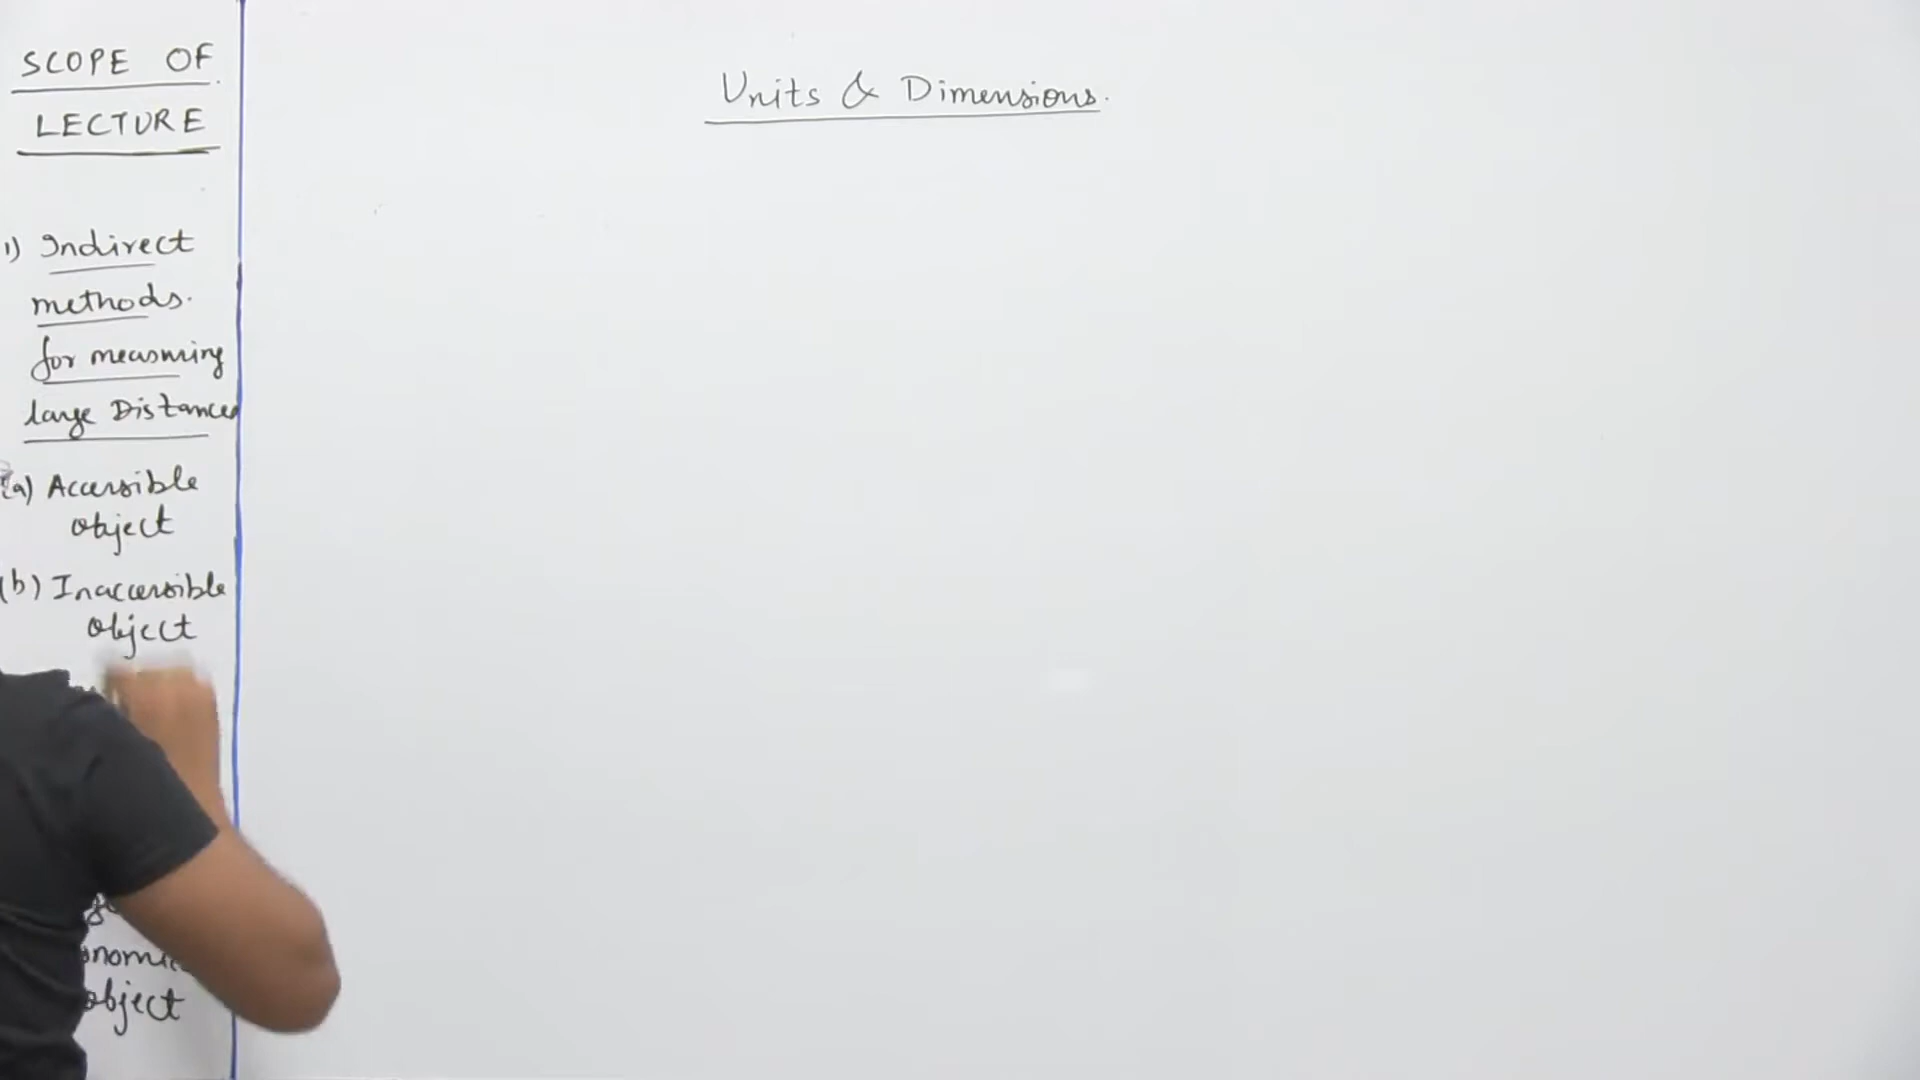 SCOPE OF
LECTURE
1) Indirect
methods.
for measuring
large Distances
(a) Accessible
object
(b) Inaccessible
object
object
Units & Dimensions.